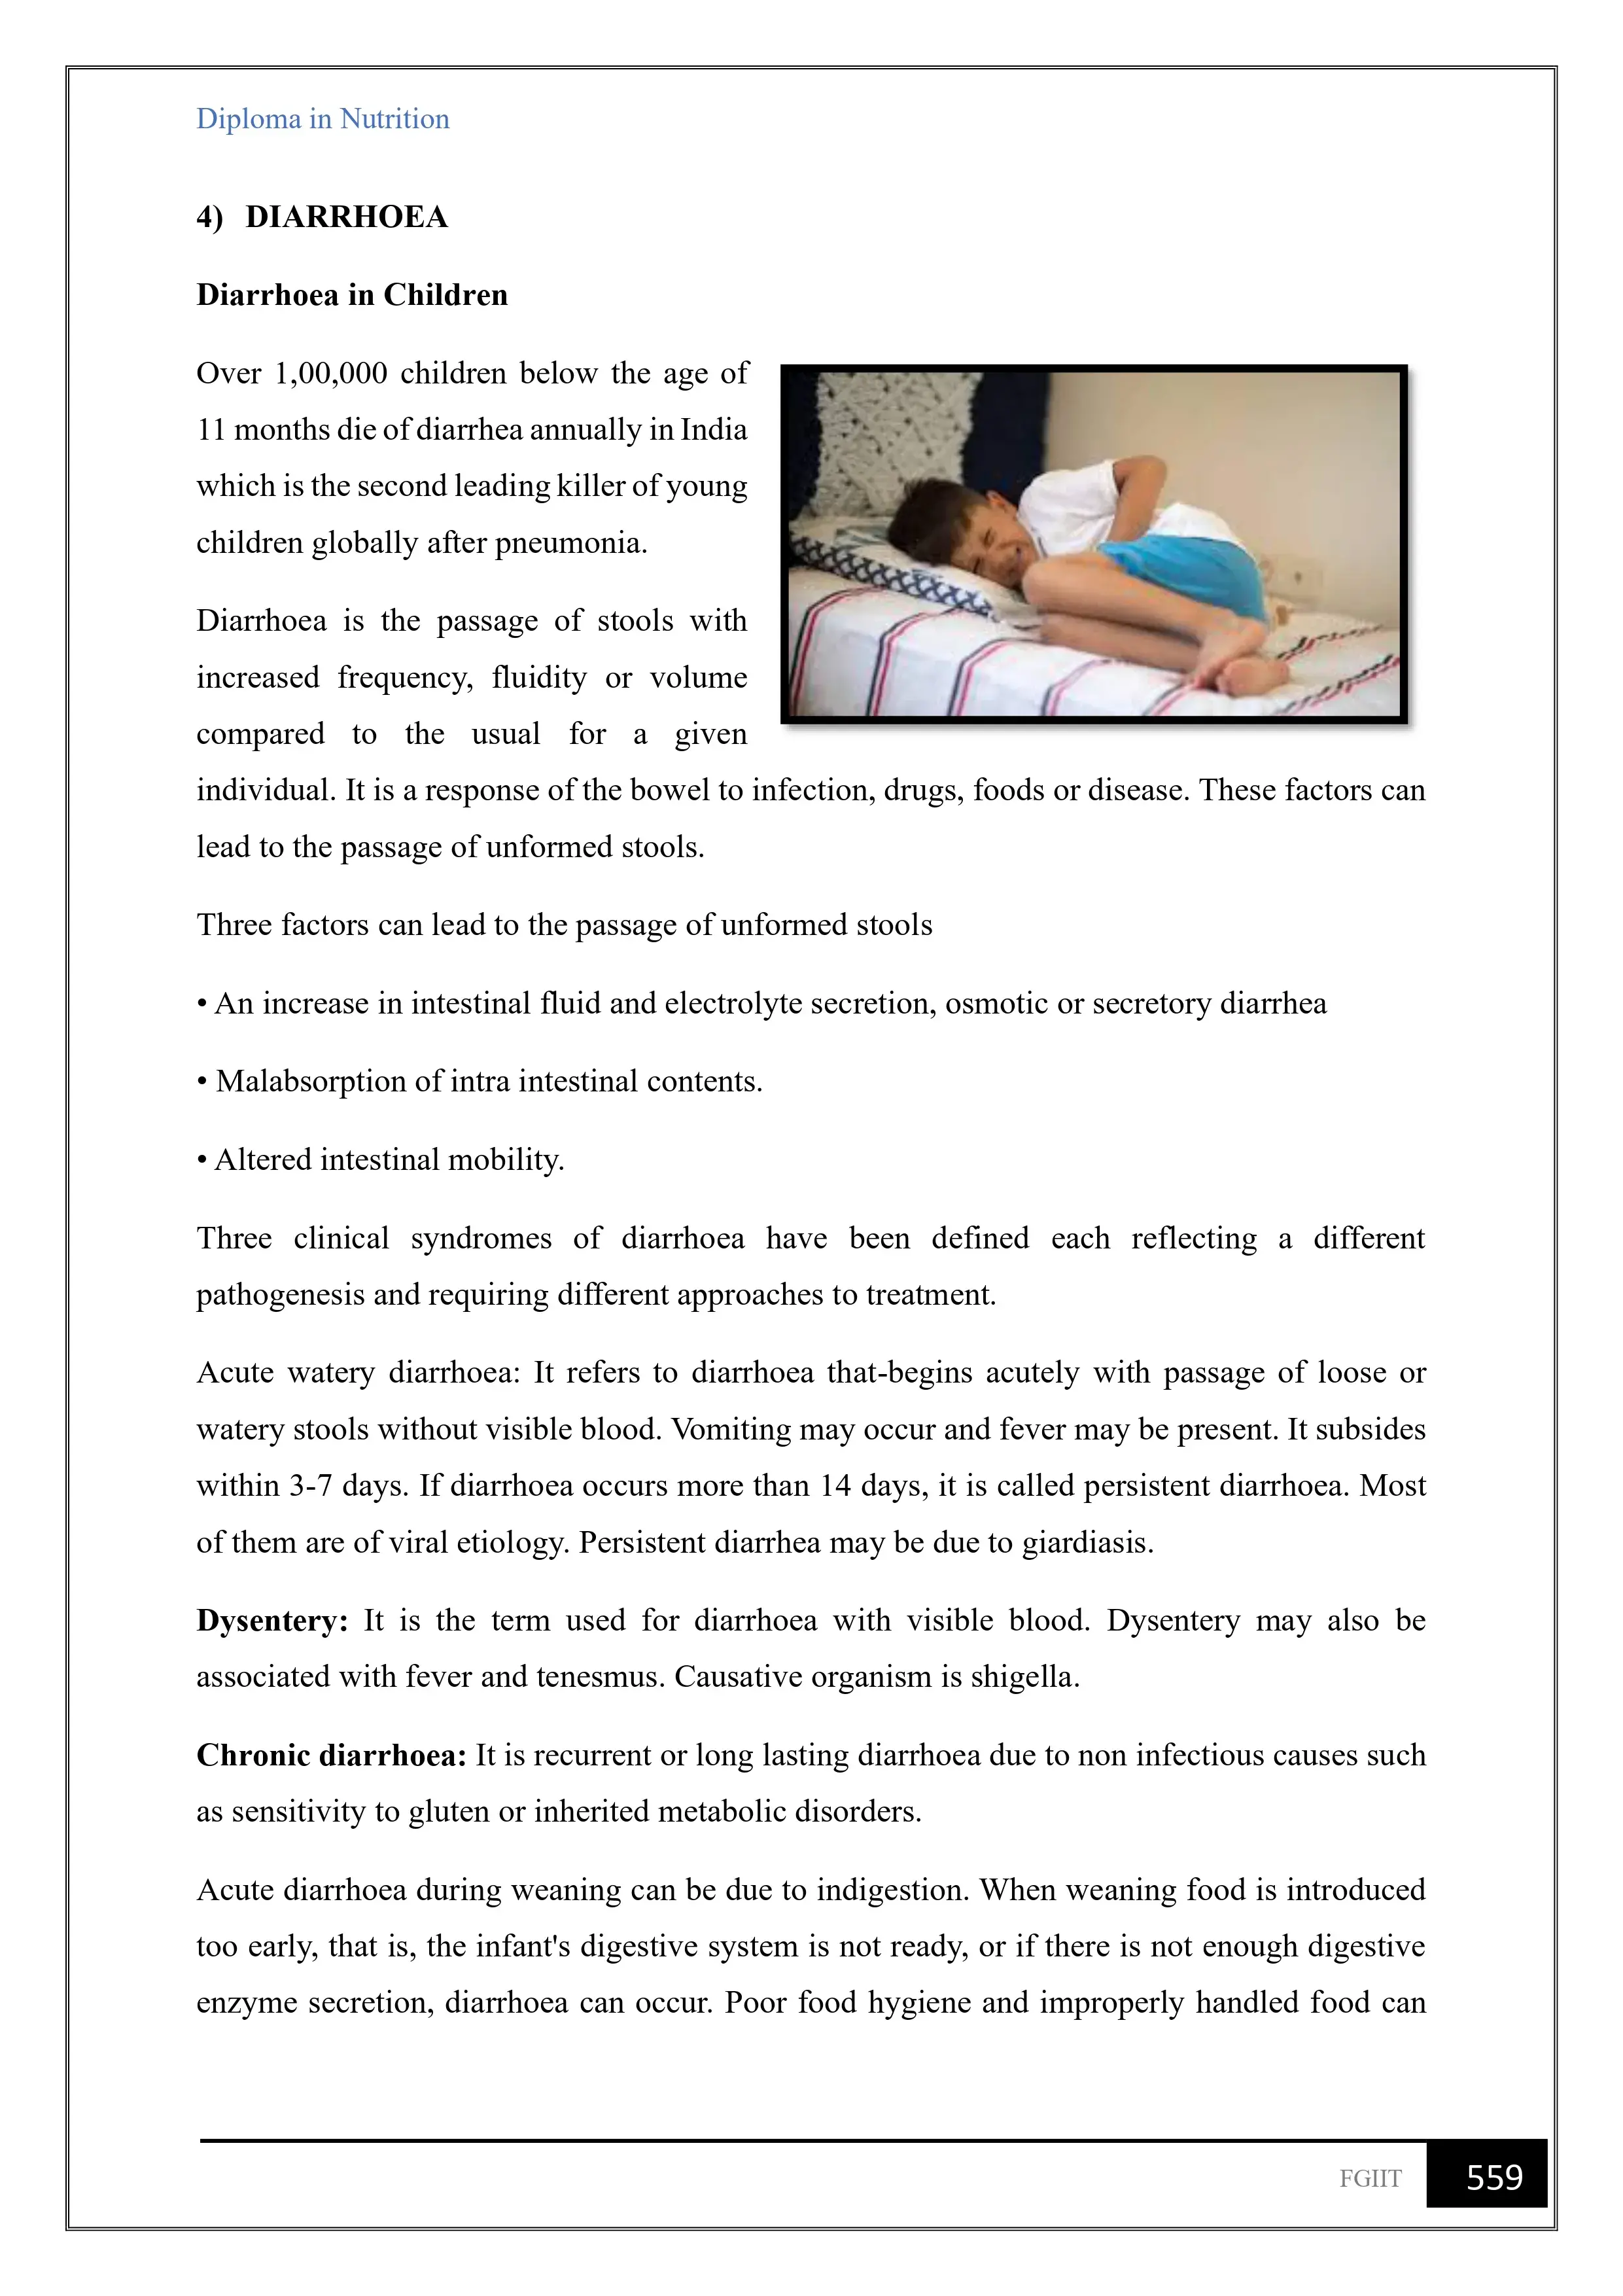 Diploma in Nutrition
4) DIARRHOEA
Diarrhoea in Children
Over 1,00,000 children below the age of
11 months die of diarrhea annually in India
which is the second leading killer of young
children globally after pneumonia.
Diarrhoea is the passage of stools with
increased frequency, fluidity or volume
compared to the usual for a given
individual. It is a response of the bowel to infection, drugs, foods or disease. These factors can
lead to the passage of unformed stools.
Three factors can lead to the passage of unformed stools
• An increase in intestinal fluid and electrolyte secretion, osmotic or secretory diarrhea
• Malabsorption of intra intestinal contents.
• Altered intestinal mobility.
Three clinical syndromes of diarrhoea have been defined each reflecting a different
pathogenesis and requiring different approaches to treatment.
Acute watery diarrhoea: It refers to diarrhoea that-begins acutely with passage of loose or
watery stools without visible blood. Vomiting may occur and fever may be present. It subsides
within 3-7 days. If diarrhoea occurs more than 14 days, it is called persistent diarrhoea. Most
of them are of viral etiology. Persistent diarrhea may be due to giardiasis.
Dysentery: It is the term used for diarrhoea with visible blood. Dysentery may also be
associated with fever and tenesmus. Causative organism is shigella.
Chronic diarrhoea: It is recurrent or long lasting diarrhoea due to non infectious causes such
as sensitivity to gluten or inherited metabolic disorders.
Acute diarrhoea during weaning can be due to indigestion. When weaning food is introduced
too early, that is, the infant's digestive system is not ready, or if there is not enough digestive
enzyme secretion, diarrhoea can occur. Poor food hygiene and improperly handled food can
FGIIT
559